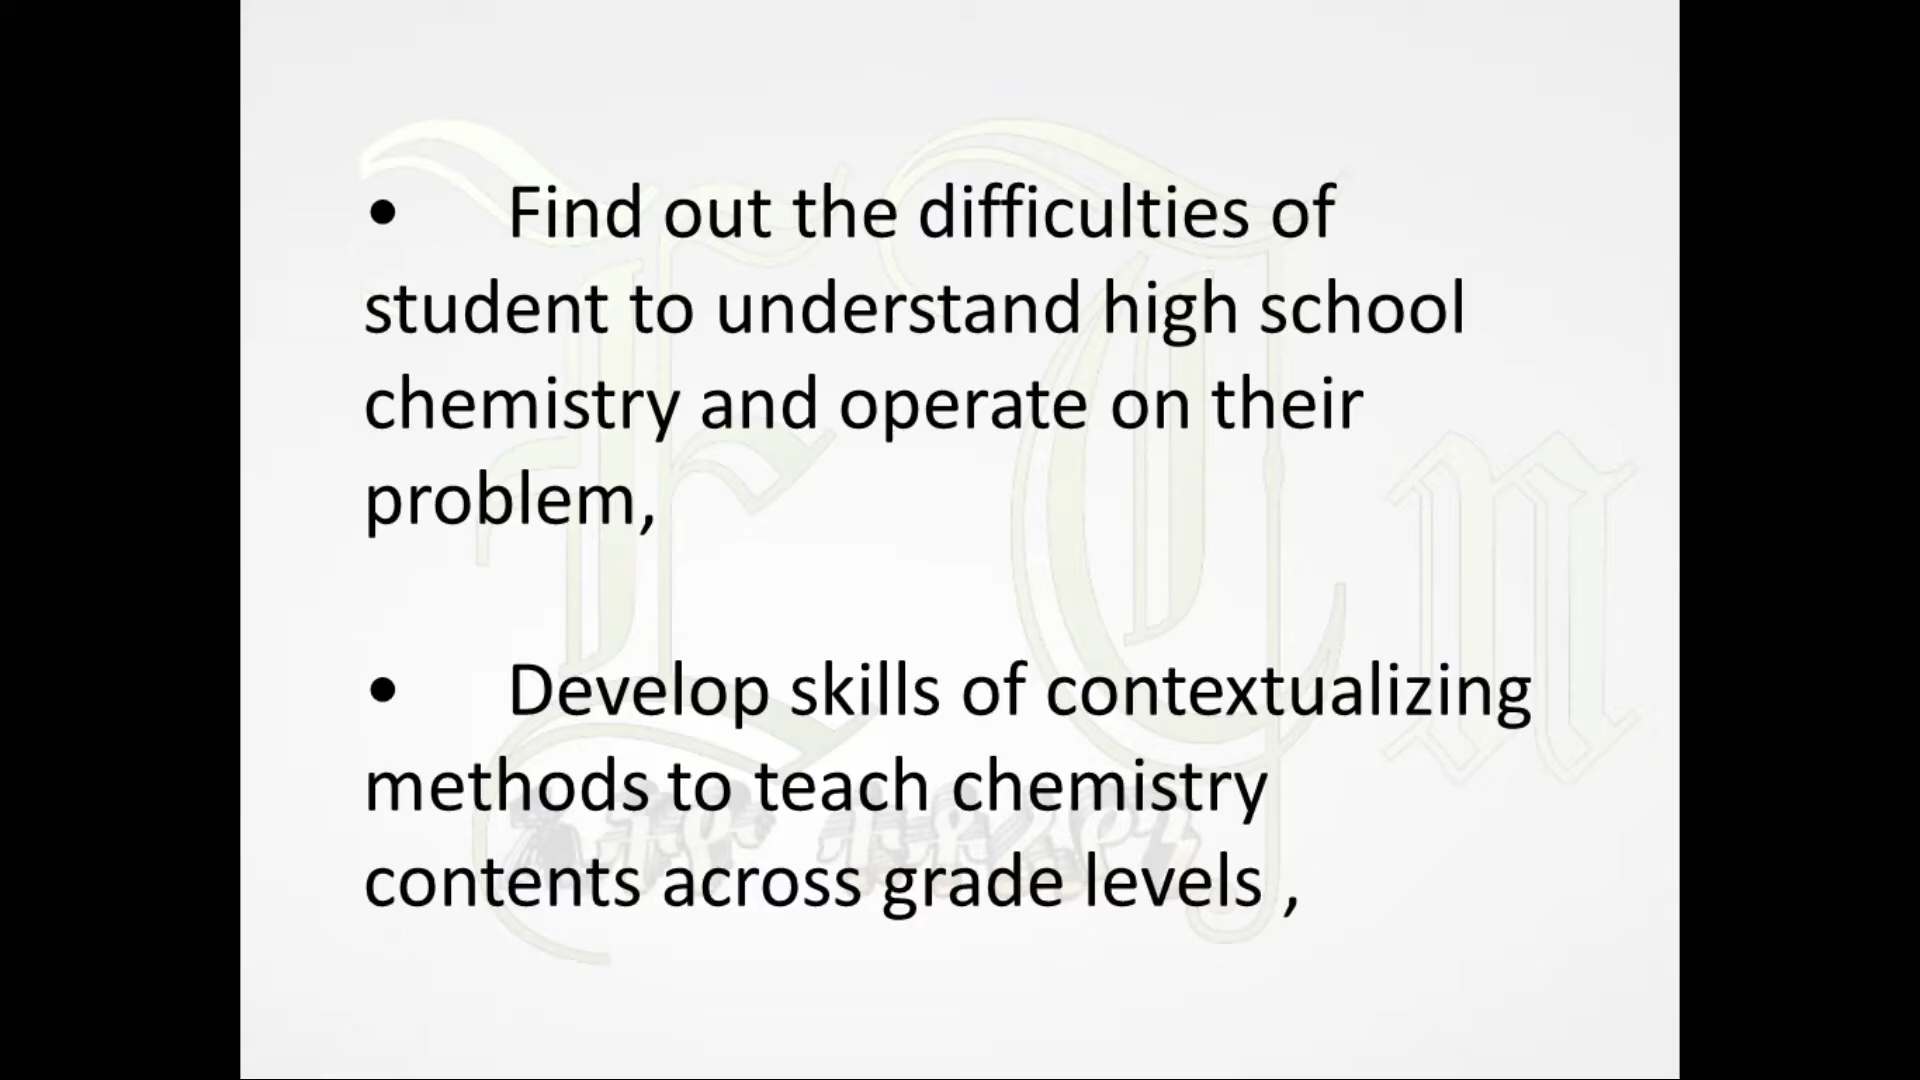 • Find out the difficulties of
student to understand high school
chemistry and operate on their
problem,
• Develop skills of contextualizing
methods to teach chemistry
contents across grade levels ,